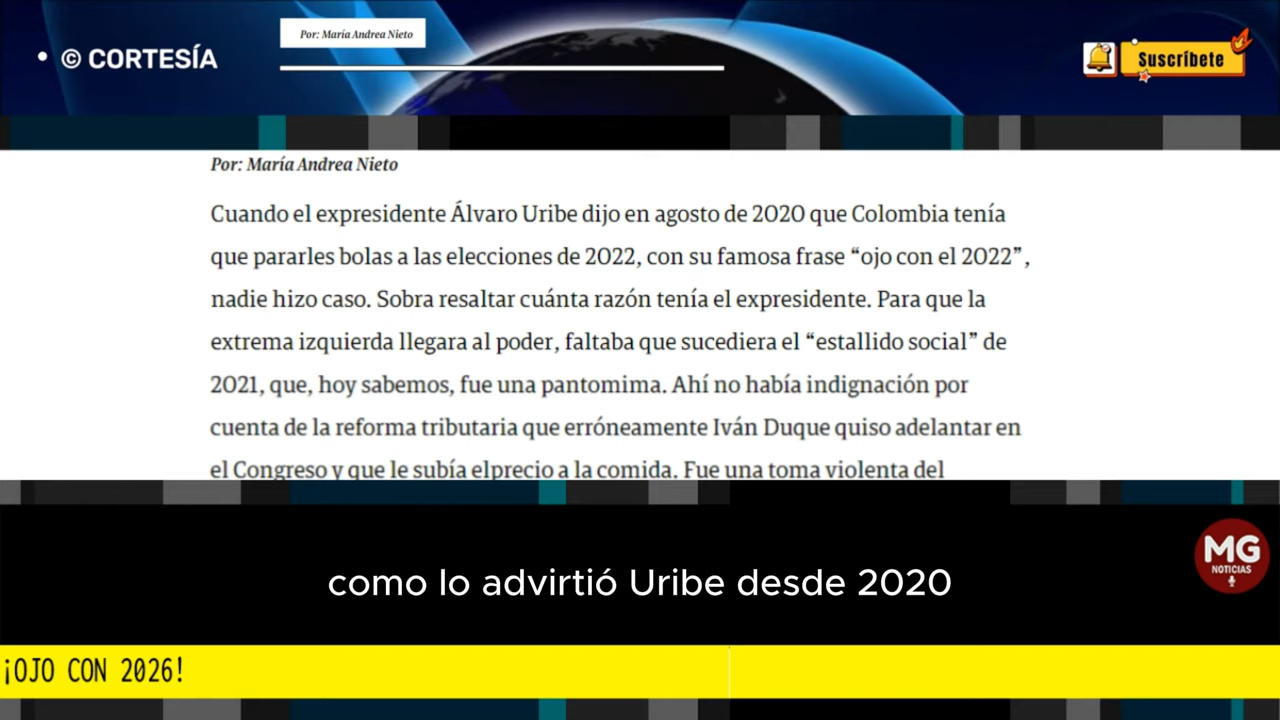 Por: María Andrea Nieto
• © CORTESÍA
Suscríbete
Por: María Andrea Nieto
Cuando el expresidente Álvaro Uribe dijo en agosto de 2020 que Colombia tenía
que pararles bolas a las elecciones de 2022, con su famosa frase “ojo con el 2022”,
nadie hizo caso. Sobra resaltar cuánta razón tenía el expresidente. Para que la
extrema izquierda llegara al poder, faltaba que sucediera el “estallido social” de
2021, que, hoy sabemos, fue una pantomima. Ahí no había indignación por
cuenta de la reforma tributaria que erróneamente Iván Duque quiso adelantar en
el Congreso y que le subía elprecio a la comida. Fue una toma violenta del
MG
NOTICIAS
como lo advirtió Uribe desde 2020
¡OJO CON 2026!